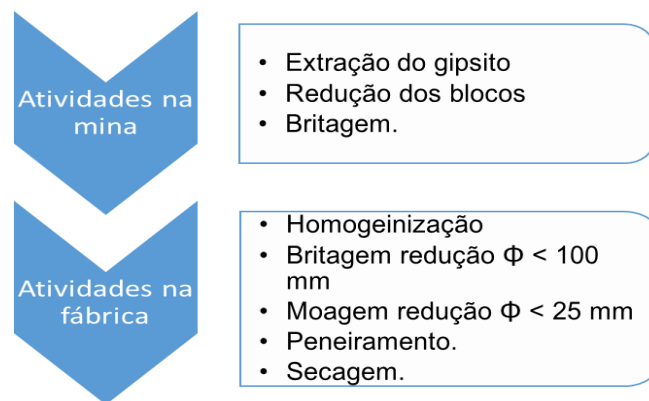 Atividades na
mina
• Extração do gipsito
• Redução dos blocos
• Britagem.
Atividades na
fábrica
• Homogeinização
• Britagem redução Φ < 100
mm
• Moagem redução Φ < 25 mm
• Peneiramento.
• Secagem.